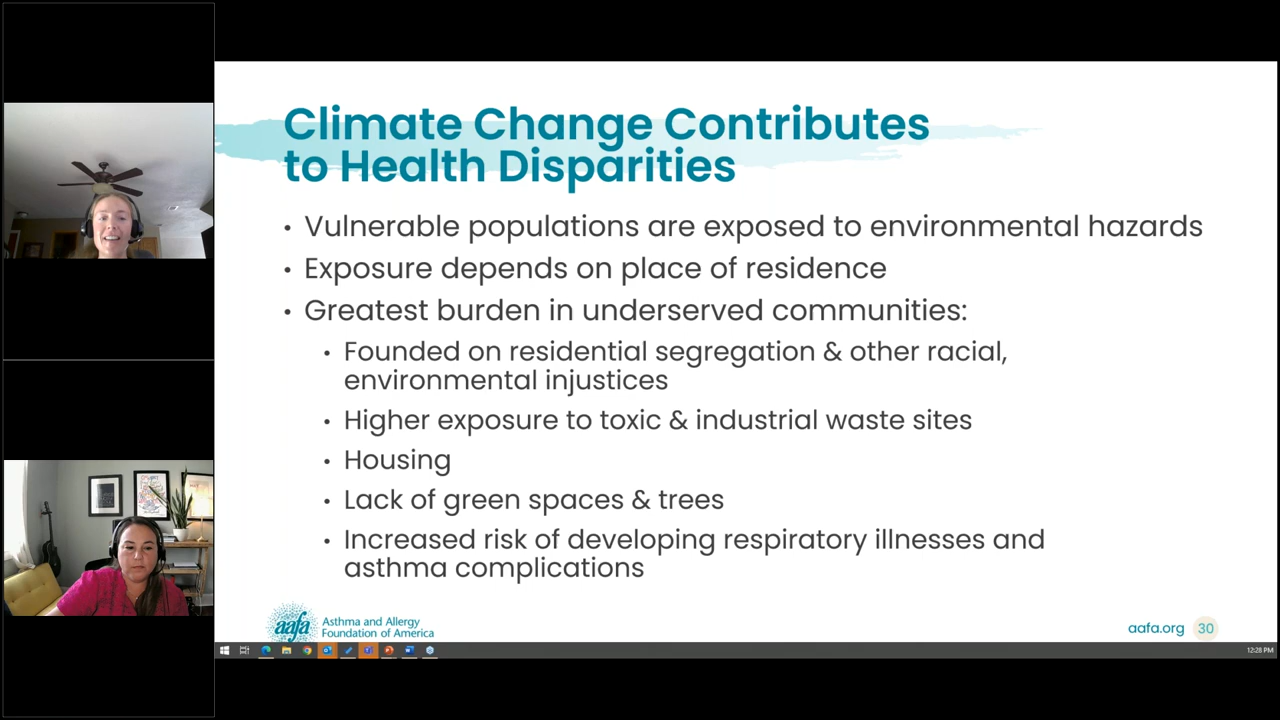 Climate Change Contributes
to Health Disparities
• Vulnerable populations are exposed to environmental hazards
• Exposure depends on place of residence
• Greatest burden in underserved communities:
• Founded on residential segregation & other racial,
environmental injustices
• Higher exposure to toxic & industrial waste sites
• Housing
• Lack of green spaces & trees
• Increased risk of developing respiratory illnesses and
asthma complications
aafa
Asthma and Allergy
Foundation of America
aafa.org 30
12:28 PM